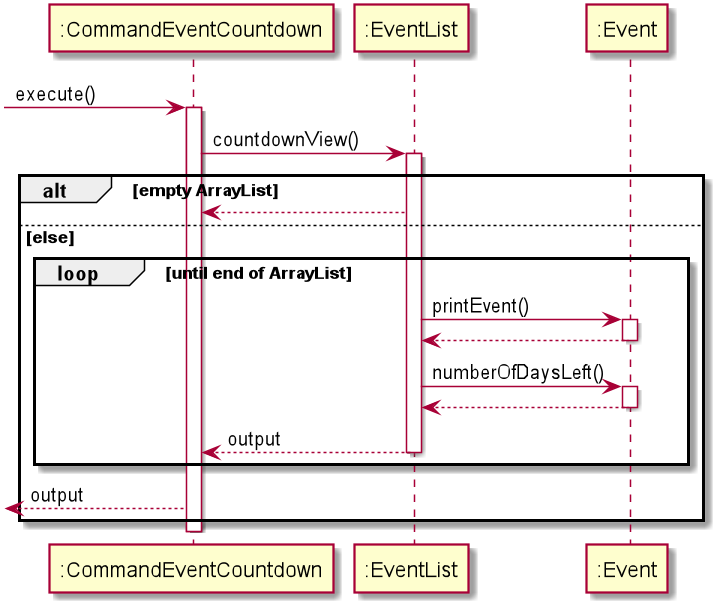 :CommandEventCountdown :EventList :Event
execute()
countdownView()
alt [empty ArrayList]
[else]
loop [until end of ArrayList]
printEvent()
numberOfDaysLeft()
output
output
:CommandEventCountdown :EventList :Event